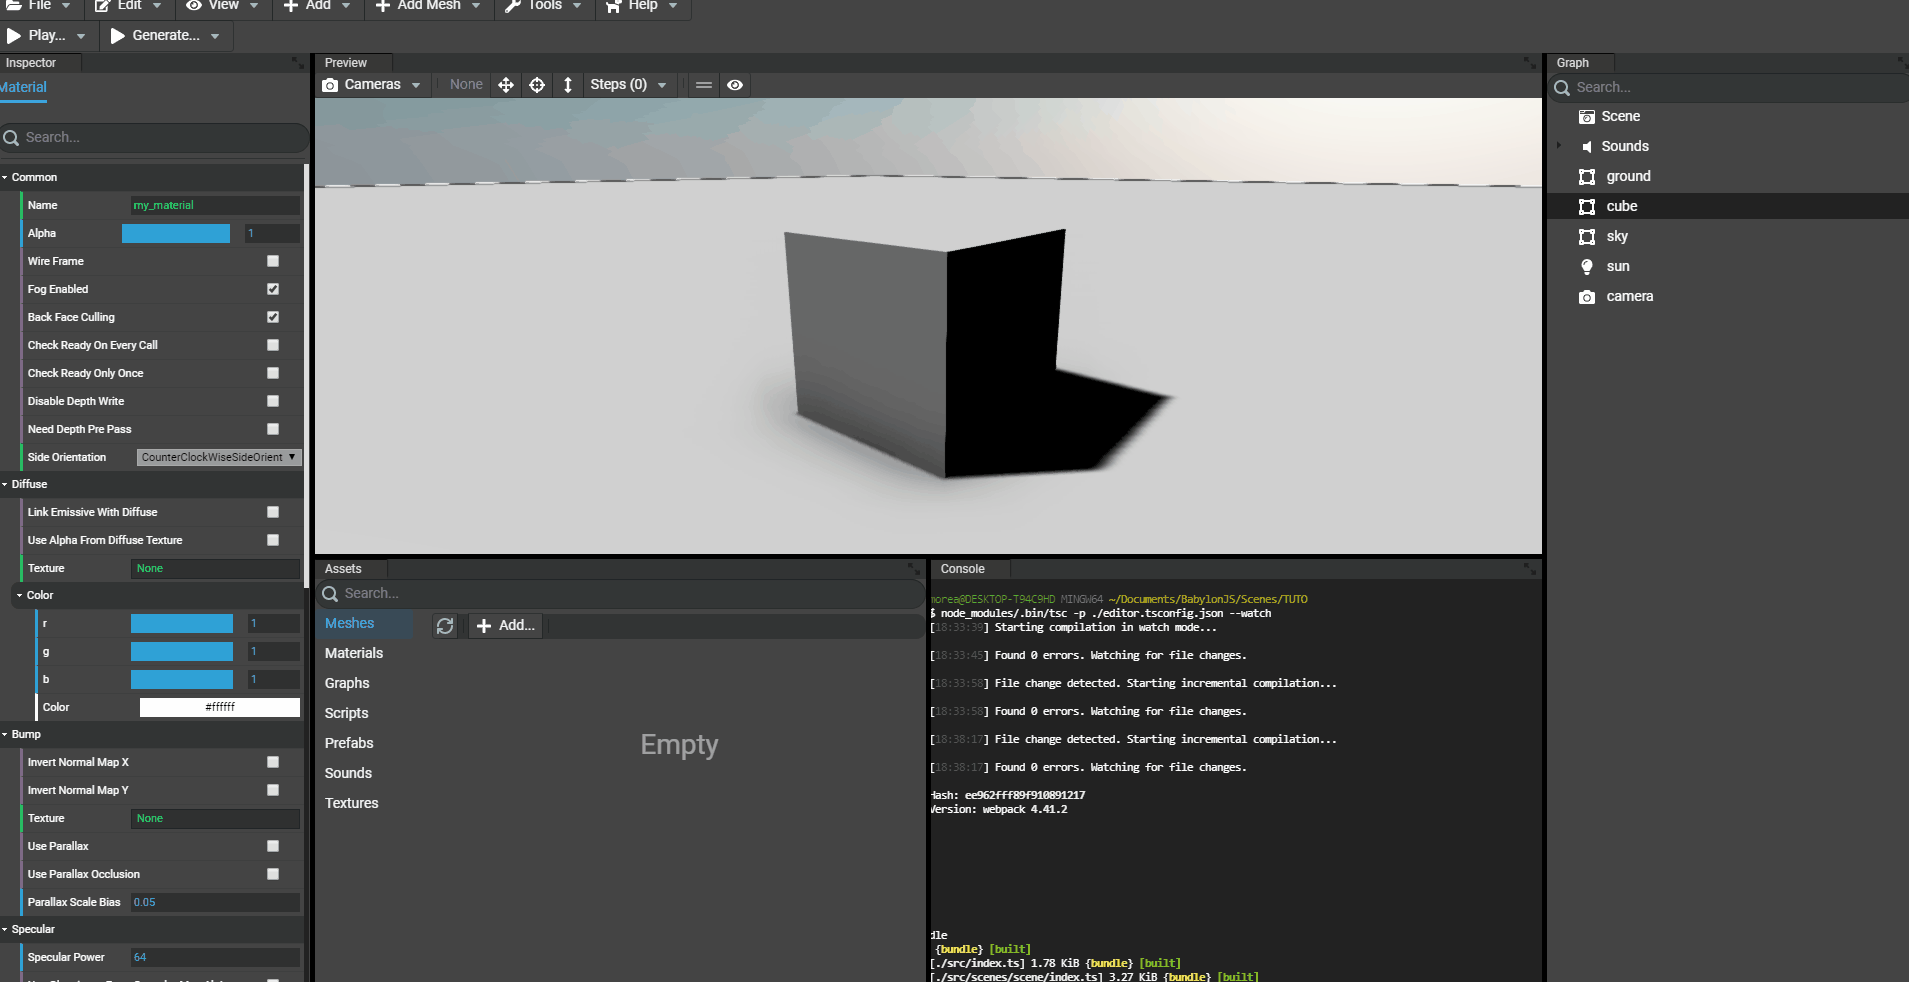 File Edit View Add Add Mesh Tools Help
Play... Generate...
Inspector
Material
Search...
Common
Name my_material
Alpha 1
Wire Frame
Fog Enabled
Back Face Culling
Check Ready On Every Call
Check Ready Only Once
Disable Depth Write
Need Depth Pre Pass
Side Orientation CounterClockWiseSideOrient
Diffuse
Link Emissive With Diffuse
Use Alpha From Diffuse Texture
Texture None
Color
r 1
g 1
b 1
Color #ffffff
Bump
Invert Normal Map X
Invert Normal Map Y
Texture None
Use Parallax
Use Parallax Occlusion
Parallax Scale Bias 0.05
Specular
Specular Power 64
Preview
Cameras None Steps (0)
Assets
Search...
Meshes
Materials
Graphs
Scripts
Prefabs
Sounds
Textures
Add...
Empty
Console
morea@DESKTOP-T94C9HD MINGW64 ~/Documents/BabylonJS/Scenes/TUTO
$ node_modules/.bin/tsc -p ./editor.tsconfig.json --watch
[18:33:39] Starting compilation in watch mode...
[18:33:45] Found 0 errors. Watching for file changes.
[18:33:58] File change detected. Starting incremental compilation...
[18:33:58] Found 0 errors. Watching for file changes.
[18:38:17] File change detected. Starting incremental compilation...
[18:38:17] Found 0 errors. Watching for file changes.
Hash: ee962fff89f910891217
Version: webpack 4.41.2
dle
{bundle} [built]
[./src/index.ts] 1.78 KiB {bundle} [built]
[./src/scenes/scene/index.ts] 3.27 KiB {bundle} [built]
Graph
Search...
Scene
Sounds
ground
cube
sky
sun
camera